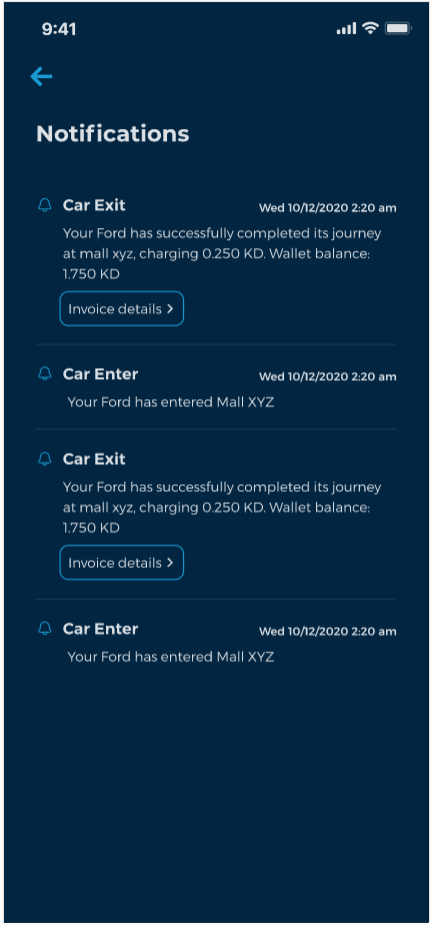 9:41
Notifications
Car Exit
Wed 10/12/2020 2:20 am
Your Ford has successfully completed its journey
at mall xyz, charging 0.250 KD. Wallet balance:
1.750 KD
Invoice details >
Car Enter
Wed 10/12/2020 2:20 am
Your Ford has entered Mall XYZ
Car Exit
Your Ford has successfully completed its journey
at mall xyz, charging 0.250 KD. Wallet balance:
1.750 KD
Invoice details >
Car Enter
Wed 10/12/2020 2:20 am
Your Ford has entered Mall XYZ